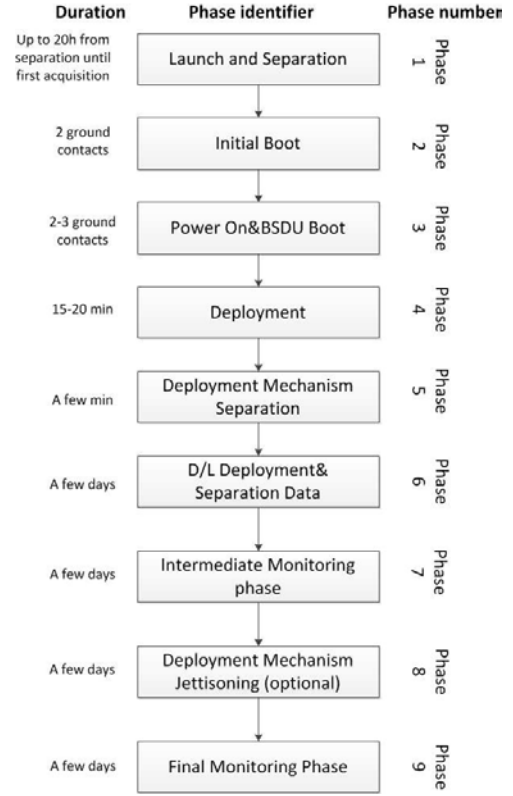 Duration Phase identifier Phase number
Up to 20h from
separation until
first acquisition
Launch and Separation
Phase 1
2 ground
contacts
Initial Boot
Phase 2
2-3 ground
contacts
Power On&BSDU Boot
Phase 3
15-20 min
Deployment
Phase 4
A few min
Deployment Mechanism
Separation
Phase 5
A few days
D/L Deployment&
Separation Data
Phase 6
A few days
Intermediate Monitoring
phase
Phase 7
A few days
Deployment Mechanism
Jettisoning (optional)
Phase 8
A few days
Final Monitoring Phase
Phase 9